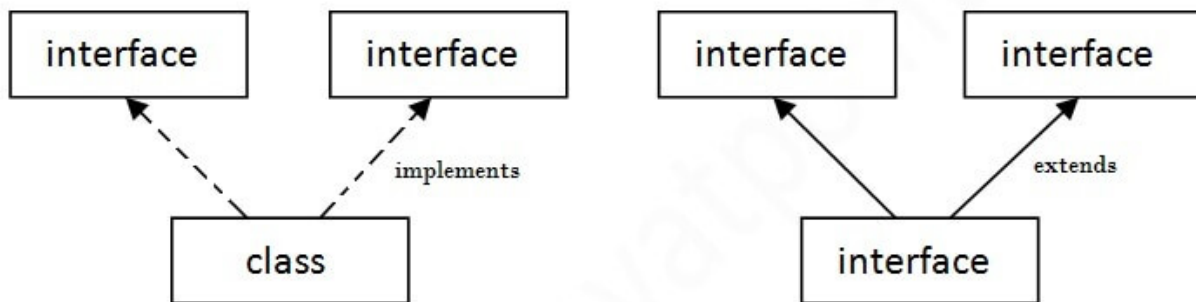 interface interface interface interface
implements extends
class interface